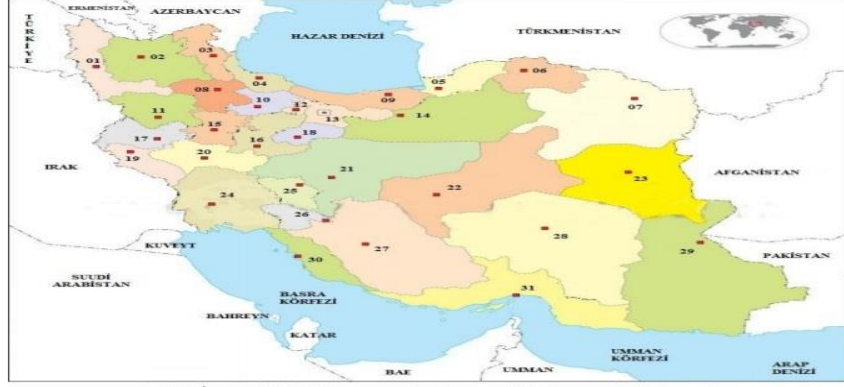 ERMENİSTAN
AZERBAYCAN
TÜRKİYE
HAZAR DENİZİ
TÜRKMENİSTAN
01
02
03
04
05
06
07
08
09
10
11
12
13
14
15
16
17
18
19
20
21
22
23
24
25
26
27
28
29
30
31
IRAK
AFGANİSTAN
KUVEYT
PAKİSTAN
SUUDİ
ARABİSTAN
BASRA
KÖRFEZİ
BAHREYN
KATAR
BAE
UMMAN
UMMAN
KÖRFEZİ
ARAP
DENİZİ